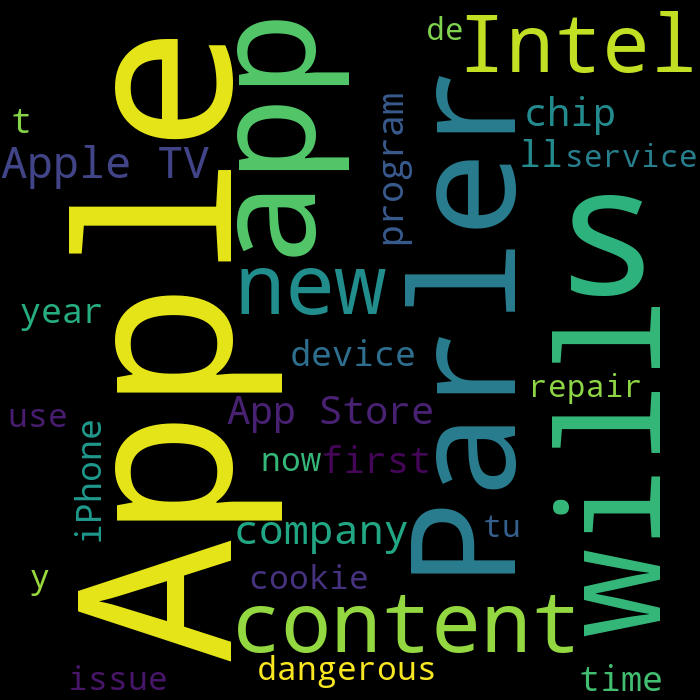 de
Intel
Apple
app
t
Apple TV
program
Parler
chip
ll
service
s
new
year
device
will
repair
use
App Store
iPhone
now
first
company
tu
y
cookie
content
issue
dangerous
time